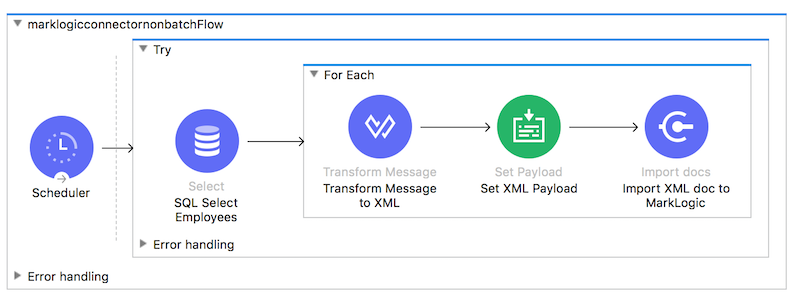 marklogicconnectornonbatchFlow
Try
For Each
Scheduler
Select
SQL Select
Employees
Transform Message
Transform Message
to XML
Set Payload
Set XML Payload
Import docs
Import XML doc to
MarkLogic
Error handling
Error handling